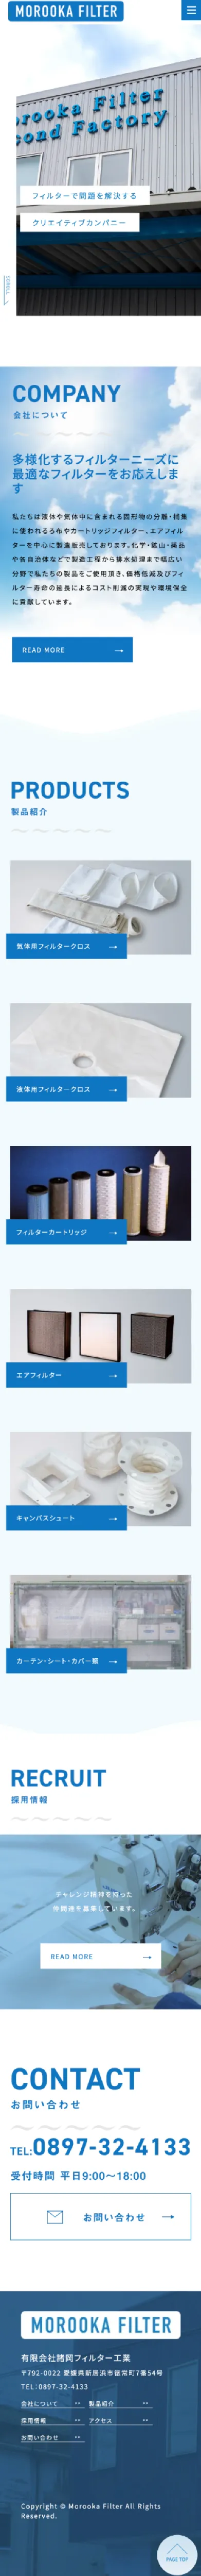 MOROOKA FILTER
orooka Filter
cond Factory
フィルターで問題を解決する
クリエイティブカンパニー
SCROLL
COMPANY
会社について
多様化するフィルターニーズに
最適なフィルターをお応えしま
す
私たちは液体や気体中に含まれる固形物の分離・捕集
に使われるろ布やカートリッジフィルター、エアフィル
ターを中心に製造販売しております。化学・鉱山・薬品
や各自治体などで製造工程から排水処理まで幅広い
分野で私たちの製品をご使用頂き、価格低減及びフィ
ルター寿命の延長によるコスト削減の実現や環境保全
に貢献しています。
READ MORE
PRODUCTS
製品紹介
気体用フィルタークロス
液体用フィルタークロス
フィルターカートリッジ
エアフィルター
キャンバスシュート
カーテン・シート・カバー類
RECRUIT
採用情報
チャレンジ精神を持った
仲間達を募集しています。
READ MORE
CONTACT
お問い合わせ
TEL:0897-32-4133
受付時間 平日9:00〜18:00
お問い合わせ
MOROOKA FILTER
有限会社諸岡フィルター工業
〒792-0022 愛媛県新居浜市徳常町7番54号
TEL:0897-32-4133
会社について 製品紹介
採用情報 アクセス
お問い合わせ
Copyright © Morooka Filter All Rights
Reserved.
PAGE TOP